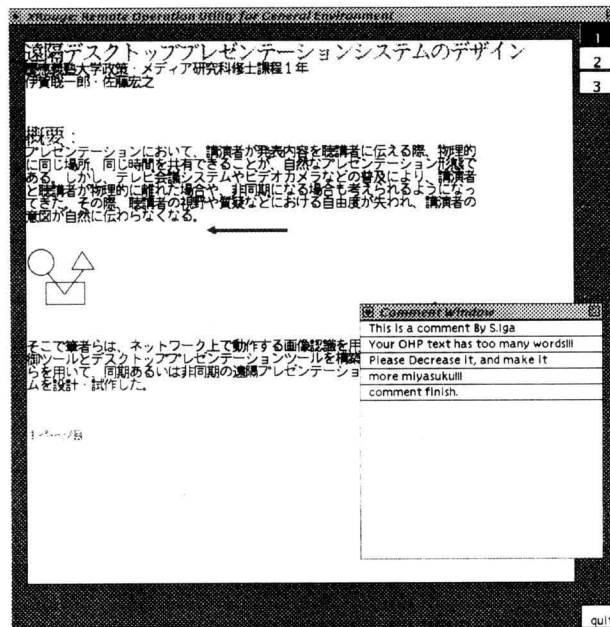 XRouge: Remote Operation Utility for General Environment
1
2
3
遠隔デスクトッププレゼンテーションシステムのデザイン
慶應義塾大学政策・メディア研究科修士課程1年
伊賀聡一郎・佐藤宏之
概要：
プレゼンテーションにおいて、講演者が発表内容を聴講者に伝える際、物理的
に同じ場所、同じ時間を共有できることが、自然なプレゼンテーション形態で
ある。しかし、テレビ会議システムやビデオカメラなどの普及により、講演者
と聴講者が物理的に離れた場合や、非同期になる場合も考えられるようになっ
てきた。その際、聴講者の視野や質疑などにおける自由度が失われ、講演者の
意図が自然に伝わらなくなる。
そこで筆者らは、ネットワーク上で動作する画像認識を用
御ツールとデスクトッププレゼンテーションツールを構築
らを用いて、同期あるいは非同期の遠隔プレゼンテーショ
ムを設計・試作した。
1ページ目
Comment Window
This is a comment By S.Iga
Your OHP text has too many words!!!
Please Decrease it, and make it
more miyasuku!!!
comment finish.
quit